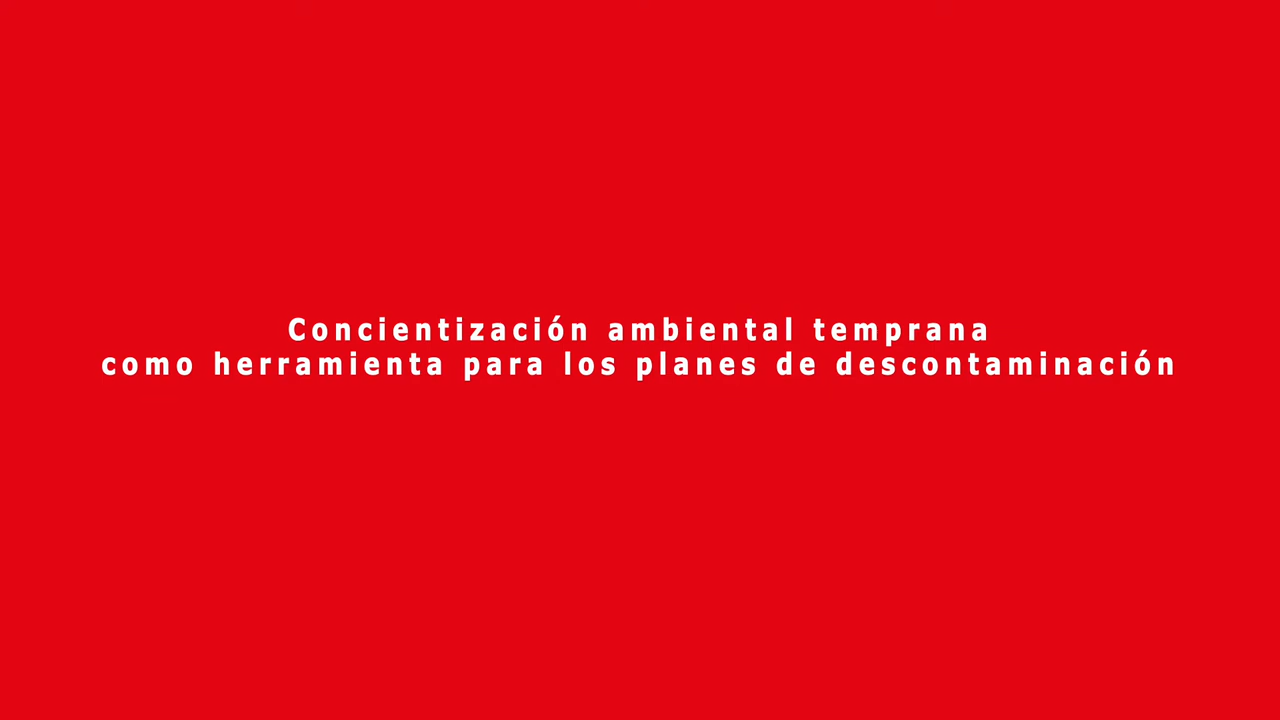 Concientización ambiental temprana
como herramienta para los planes de descontaminación